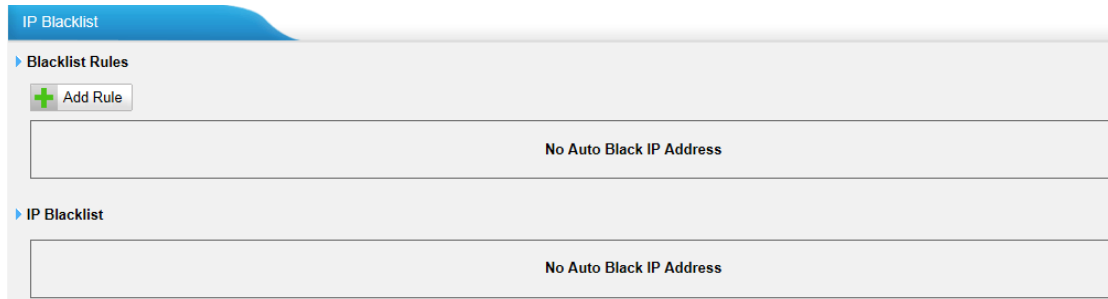 IP Blacklist
Blacklist Rules
Add Rule
No Auto Black IP Address
IP Blacklist
No Auto Black IP Address